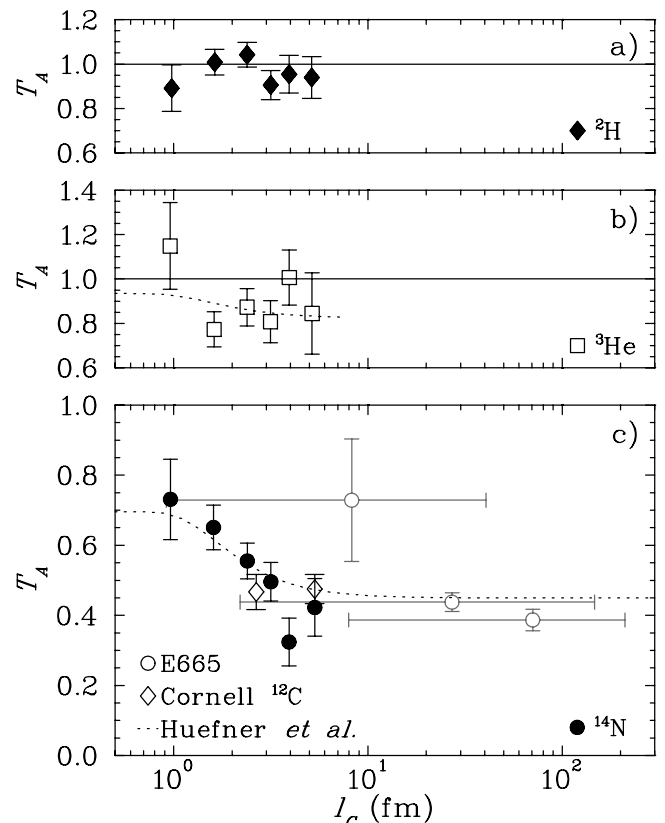 1.2
a)
1.0
T_A
0.8
²H
0.6
1.4
b)
1.2
1.0
T_A
0.8
³He
0.6
1.0
c)
0.8
0.6
T_A
0.4
E665
0.2
Cornell ¹²C
Huefner et al.
¹⁴N
0.0
10⁰ 10¹ 10²
l_C (fm)